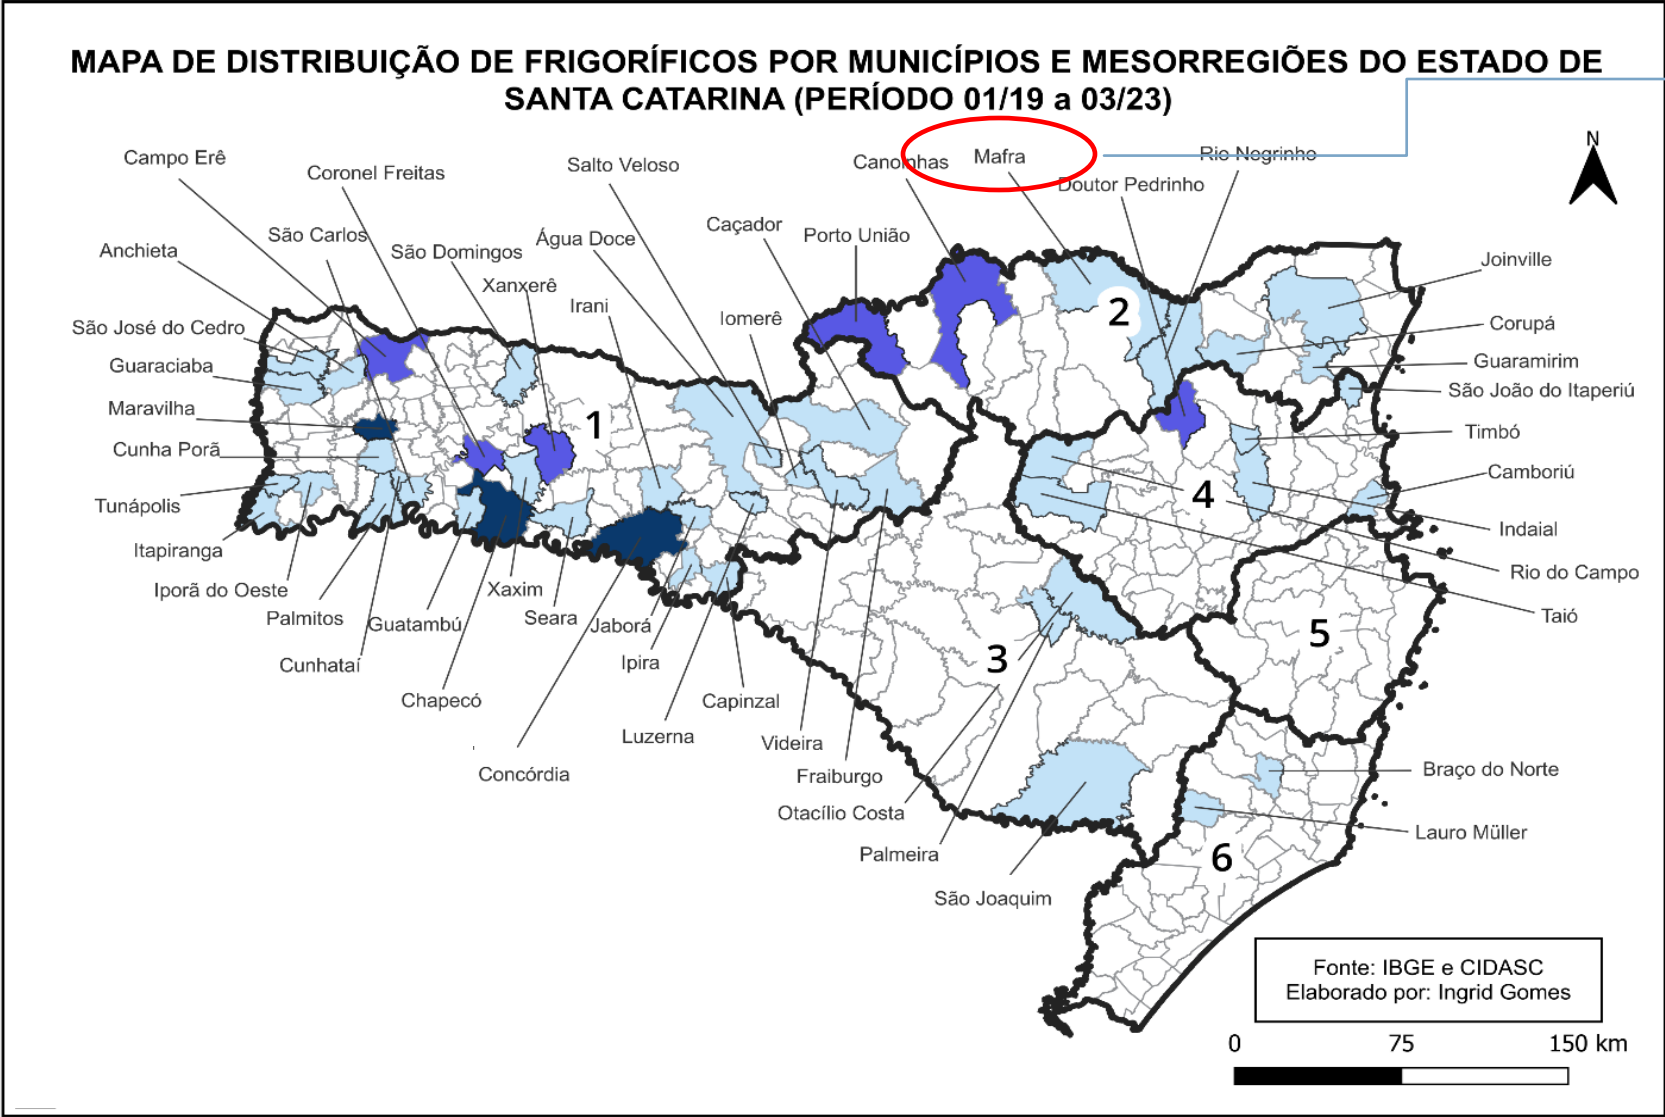 MAPA DE DISTRIBUIÇÃO DE FRIGORÍFICOS POR MUNICÍPIOS E MESORREGIÕES DO ESTADO DE
SANTA CATARINA (PERÍODO 01/19 a 03/23)
Campo Erê
Coronel Freitas
Salto Veloso
Canoinhas
Mafra
Rio Negrinho
Doutor Pedrinho
N
Anchieta
São Carlos
São Domingos
Água Doce
Caçador
Porto União
Xanxerê
Irani
Iomerê
Joinville
São José do Cedro
Guaraciaba
Maravilha
Cunha Porã
Tunápolis
Itapiranga
Iporã do Oeste
Palmitos
Cunhataí
Guatambú
Chapecó
Xaxim
Seara
Jaborá
Ipira
Concórdia
Luzerna
Capinzal
Videira
Fraiburgo
Otacílio Costa
Palmeira
São Joaquim
Corupá
Guaramirim
São João do Itaperiú
Timbó
Camboriú
Indaial
Rio do Campo
Taió
Braço do Norte
Lauro Müller
1
2
3
4
5
6
Fonte: IBGE e CIDASC
Elaborado por: Ingrid Gomes
0 75 150 km